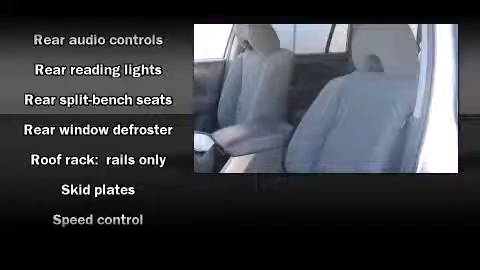 Rear audio controls
Rear reading lights
Rear split-bench seats
Rear window defroster
Roof rack: rails only
Skid plates
Speed control